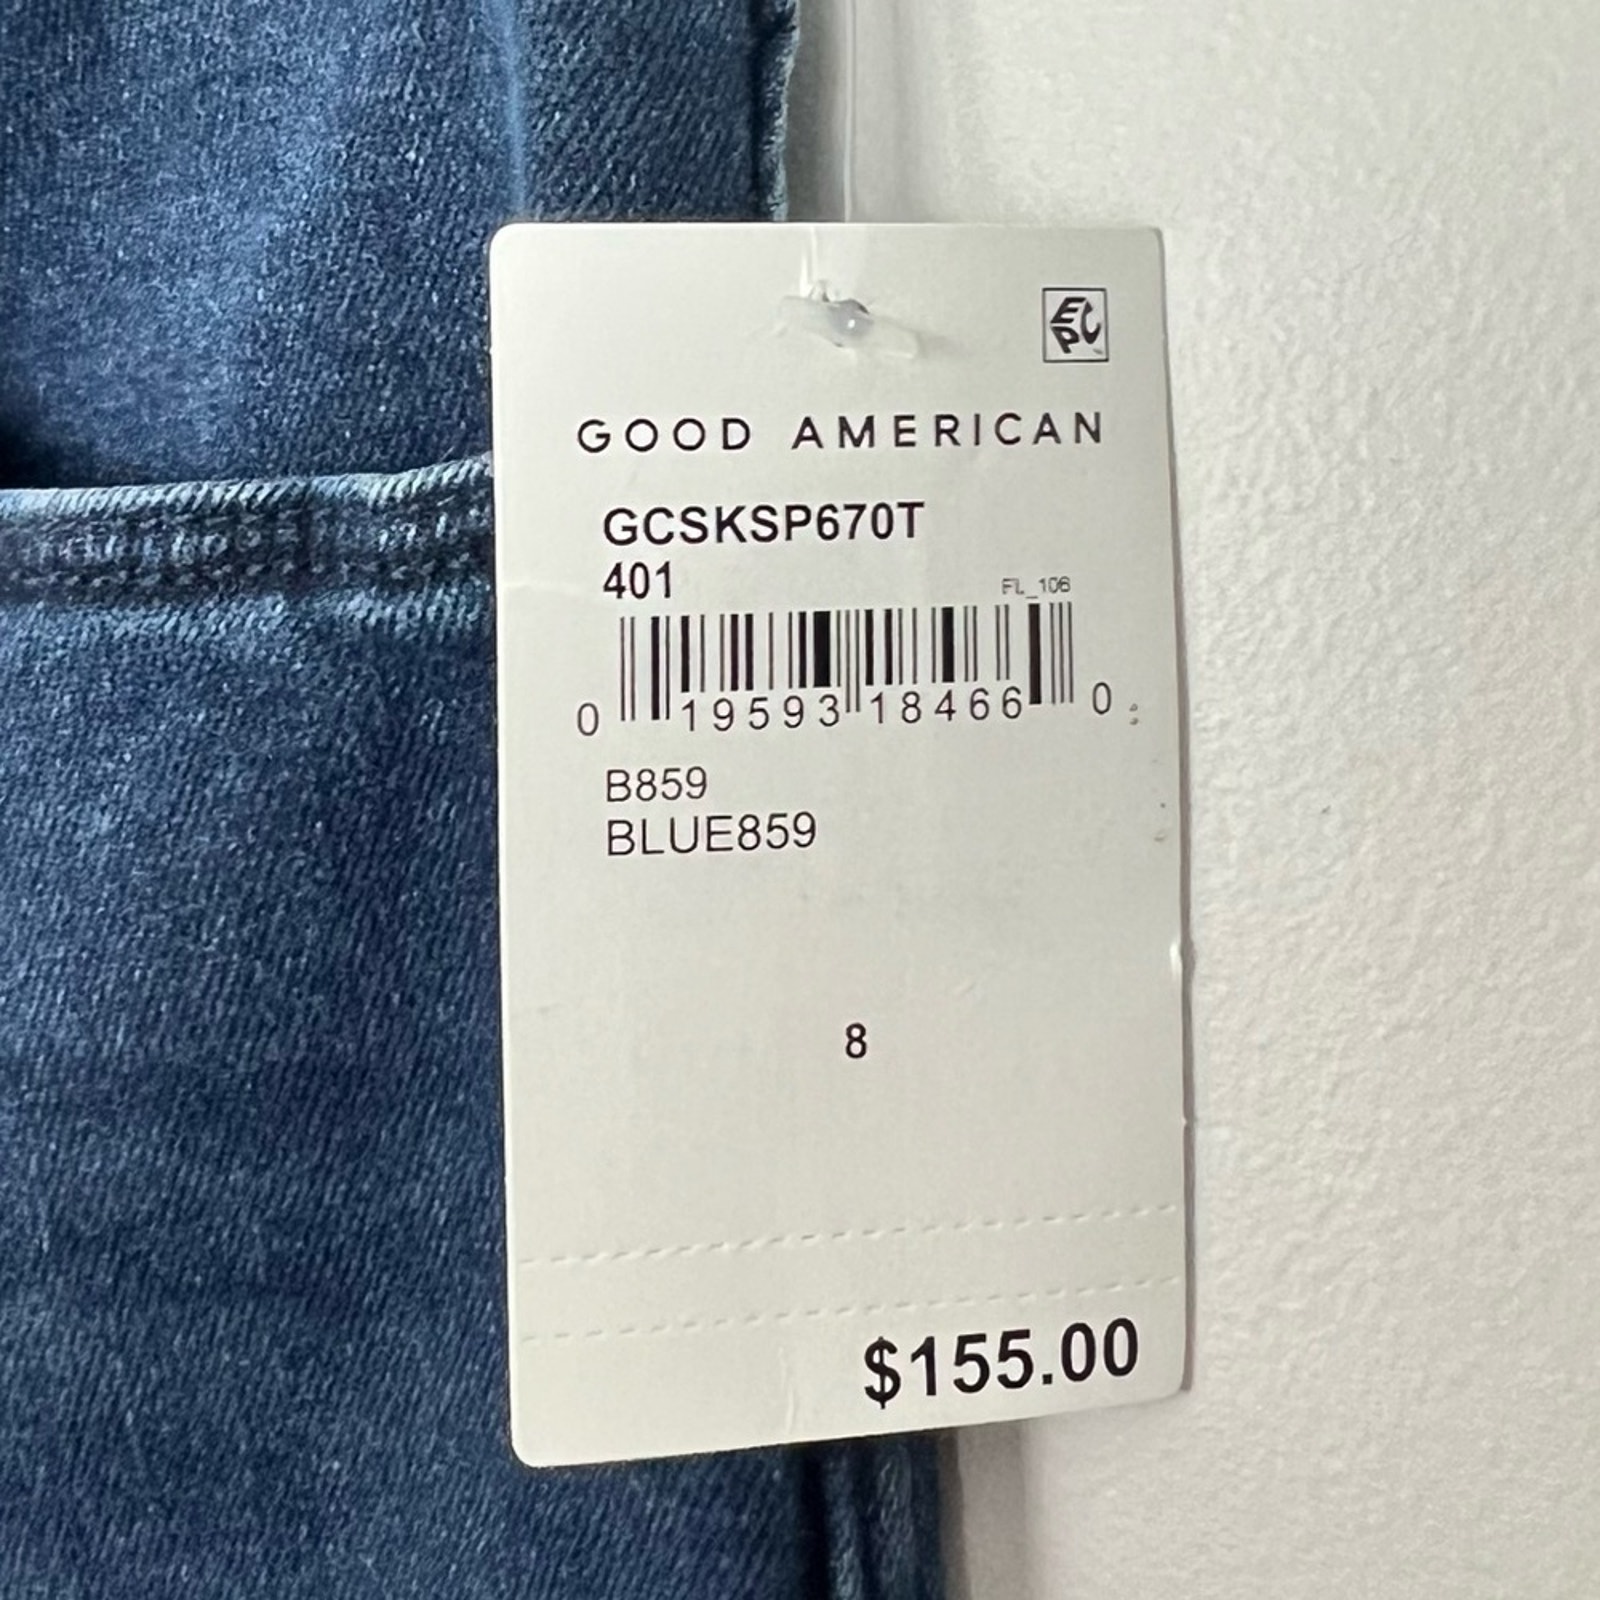 EPC
GOOD AMERICAN
GCSKSP670T
401
FL_106
0 19593 18466 0
B859
BLUE859
8
$155.00